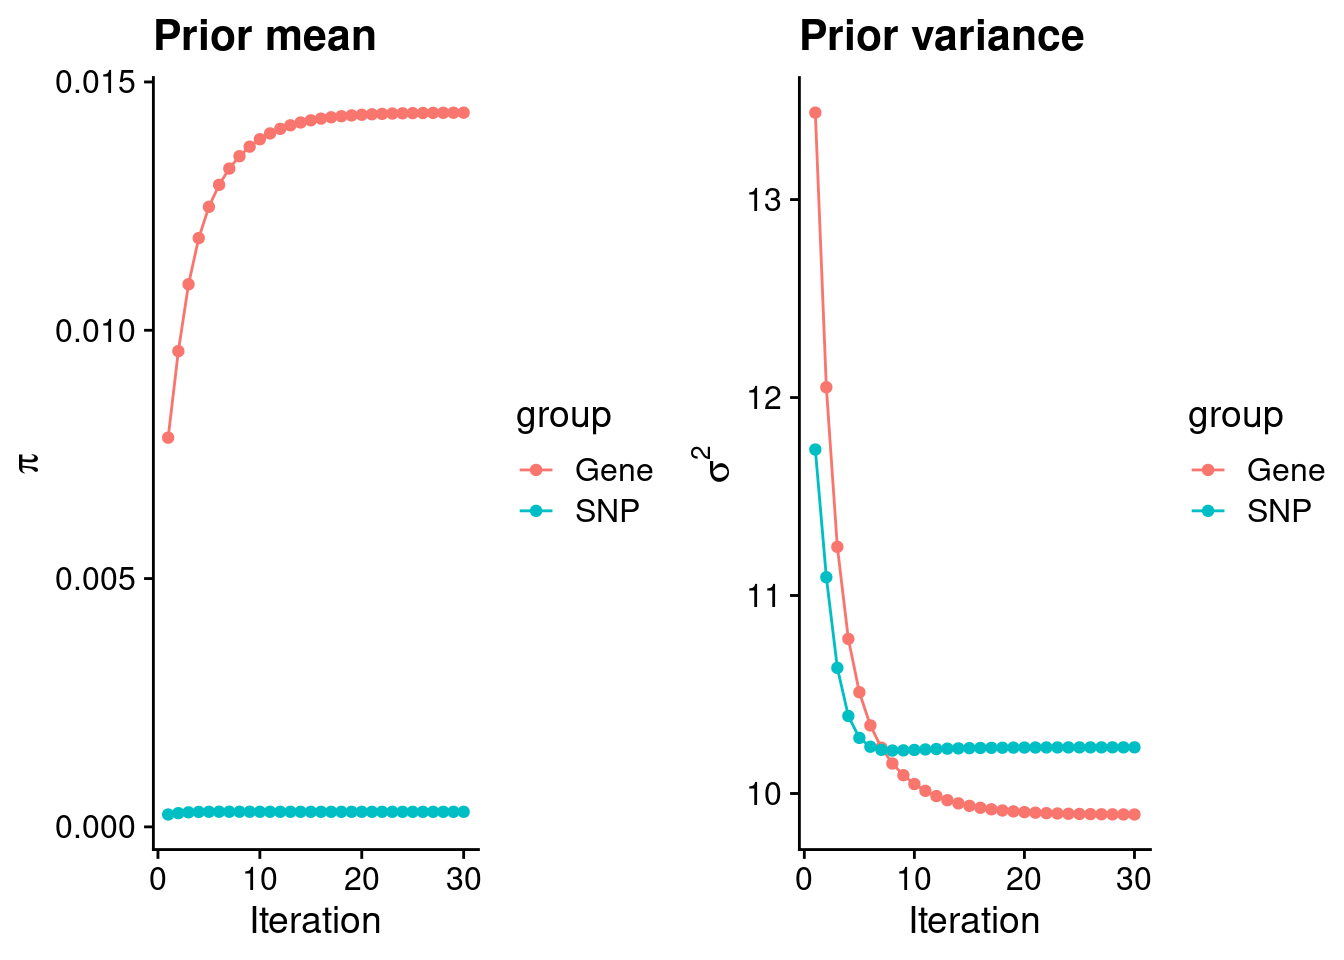 Prior mean
π
0.015
0.010
0.005
0.000
0 10 20 30
Iteration
group
Gene
SNP
Prior variance
σ²
13
12
11
10
0 10 20 30
Iteration
group
Gene
SNP